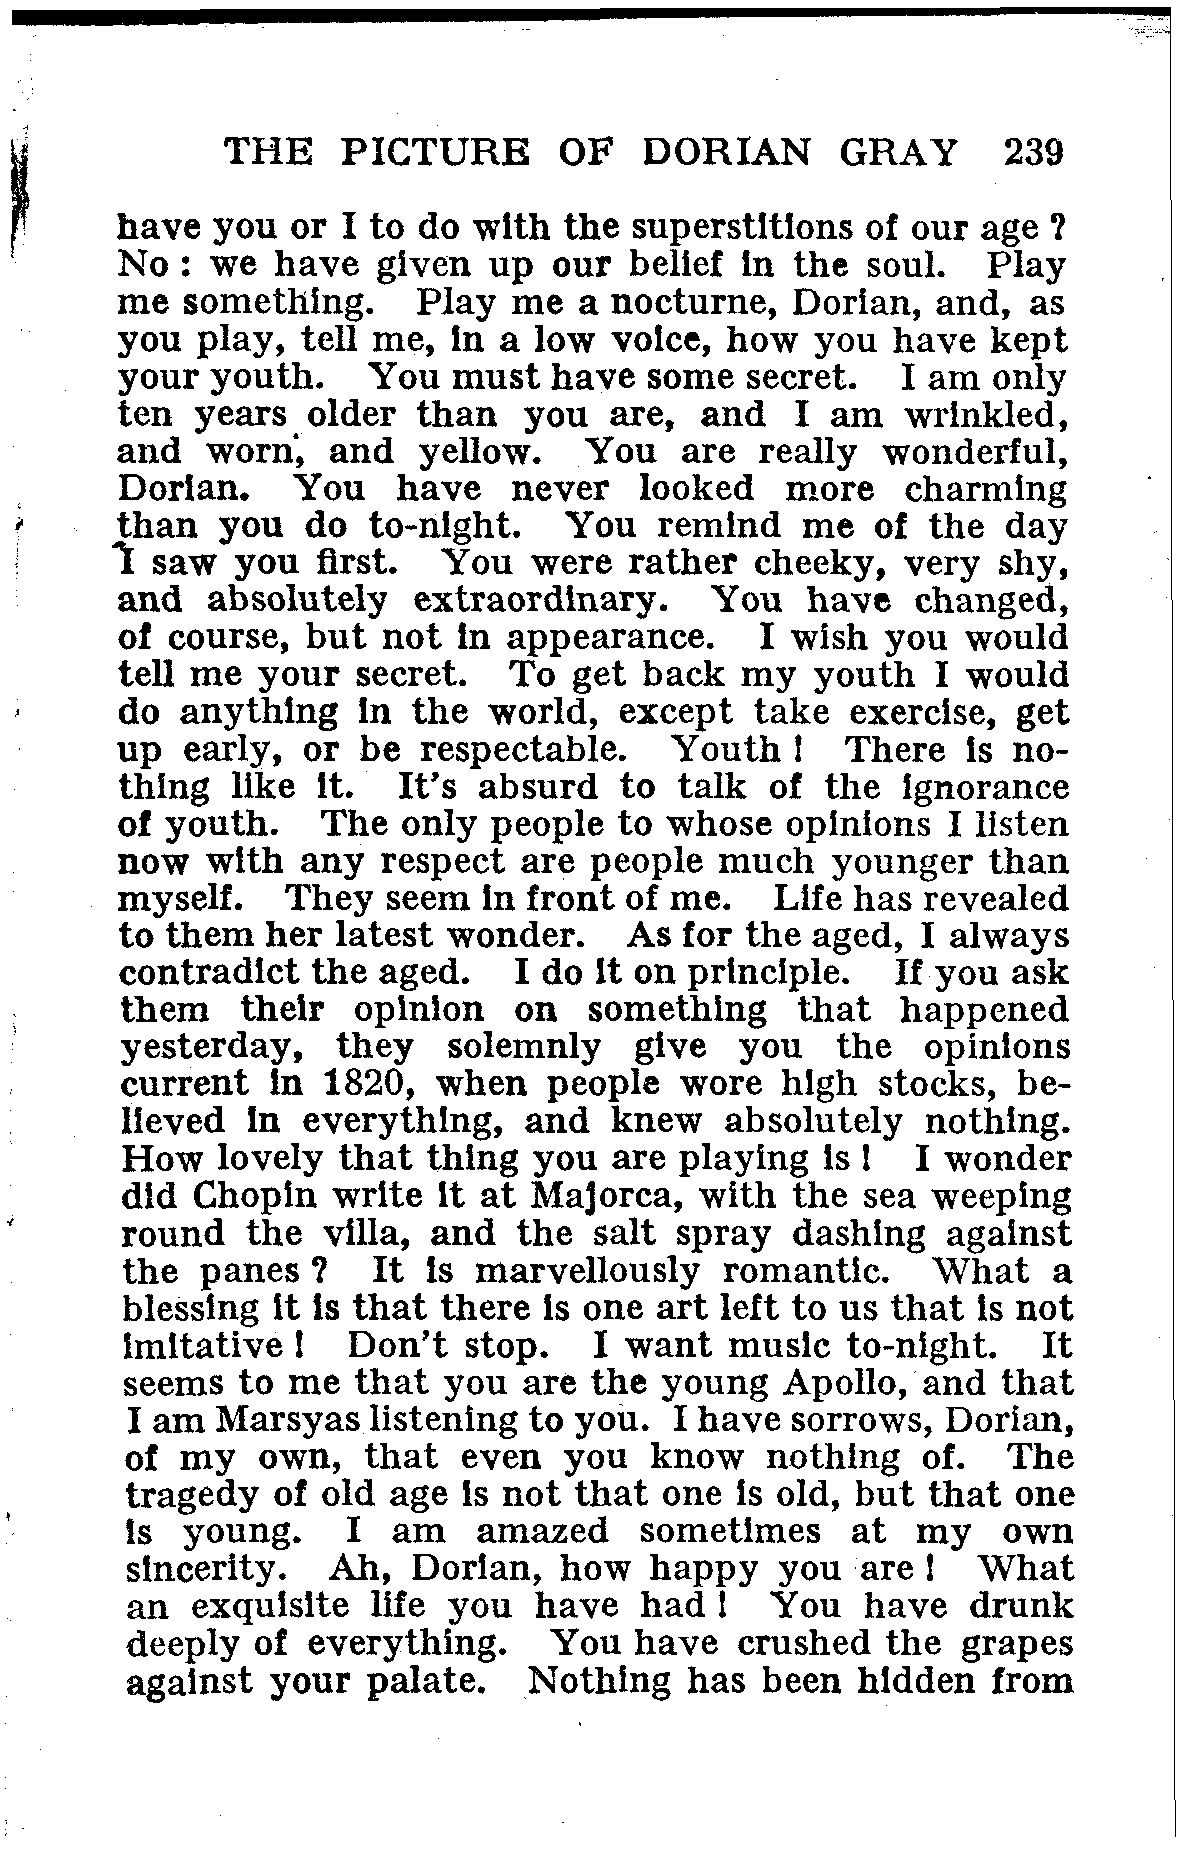 THE PICTURE OF DORIAN GRAY 239
have you or I to do with the superstitions of our age ?
No : we have given up our belief in the soul. Play
me something. Play me a nocturne, Dorian, and, as
you play, tell me, in a low voice, how you have kept
your youth. You must have some secret. I am only
ten years older than you are, and I am wrinkled,
and worn, and yellow. You are really wonderful,
Dorian. You have never looked more charming
than you do to-night. You remind me of the day
I saw you first. You were rather cheeky, very shy,
and absolutely extraordinary. You have changed,
of course, but not in appearance. I wish you would
tell me your secret. To get back my youth I would
do anything in the world, except take exercise, get
up early, or be respectable. Youth ! There is no-
thing like it. It's absurd to talk of the ignorance
of youth. The only people to whose opinions I listen
now with any respect are people much younger than
myself. They seem in front of me. Life has revealed
to them her latest wonder. As for the aged, I always
contradict the aged. I do it on principle. If you ask
them their opinion on something that happened
yesterday, they solemnly give you the opinions
current in 1820, when people wore high stocks, be-
lieved in everything, and knew absolutely nothing.
How lovely that thing you are playing is ! I wonder
did Chopin write it at Majorca, with the sea weeping
round the villa, and the salt spray dashing against
the panes ? It is marvellously romantic. What a
blessing it is that there is one art left to us that is not
imitative ! Don't stop. I want music to-night. It
seems to me that you are the young Apollo, and that
I am Marsyas listening to you. I have sorrows, Dorian,
of my own, that even you know nothing of. The
tragedy of old age is not that one is old, but that one
is young. I am amazed sometimes at my own
sincerity. Ah, Dorian, how happy you are ! What
an exquisite life you have had ! You have drunk
deeply of everything. You have crushed the grapes
against your palate. Nothing has been hidden from